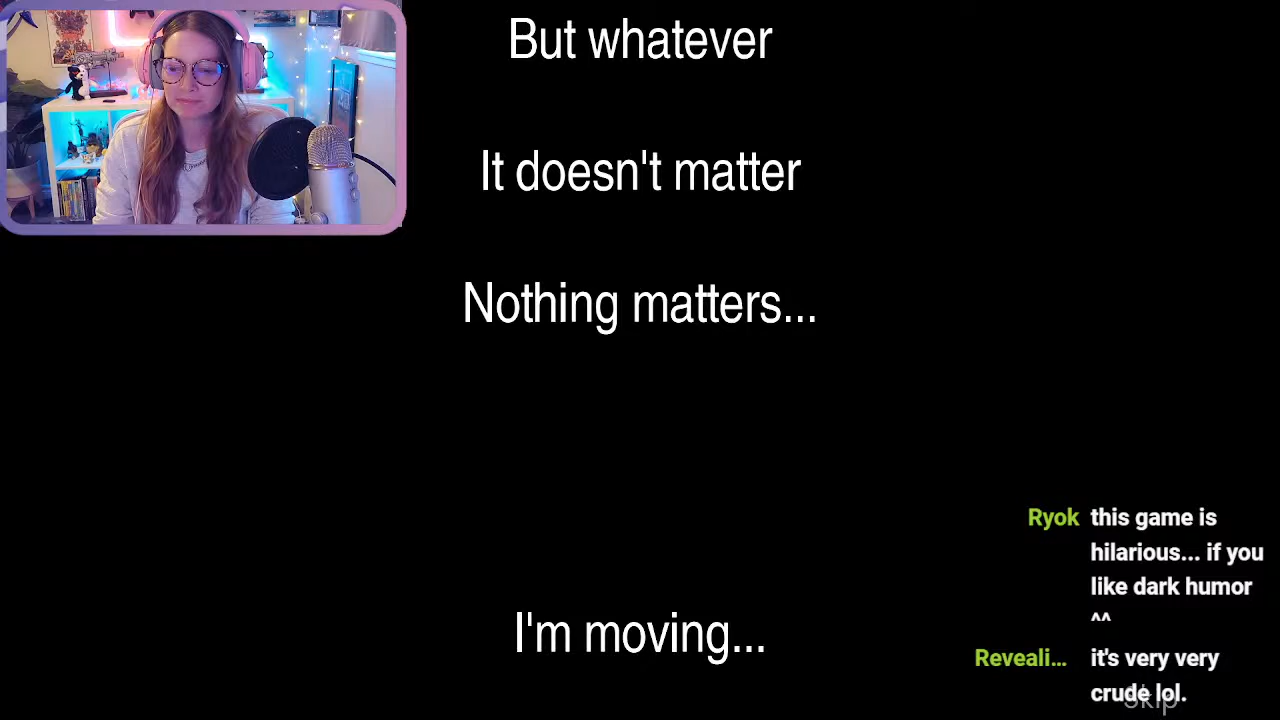 But whatever
It doesn't matter
Nothing matters...
I'm moving...
Ryok this game is
hilarious... if you
like dark humor
^^
Reveali... it's very very
crude lol.
Skip